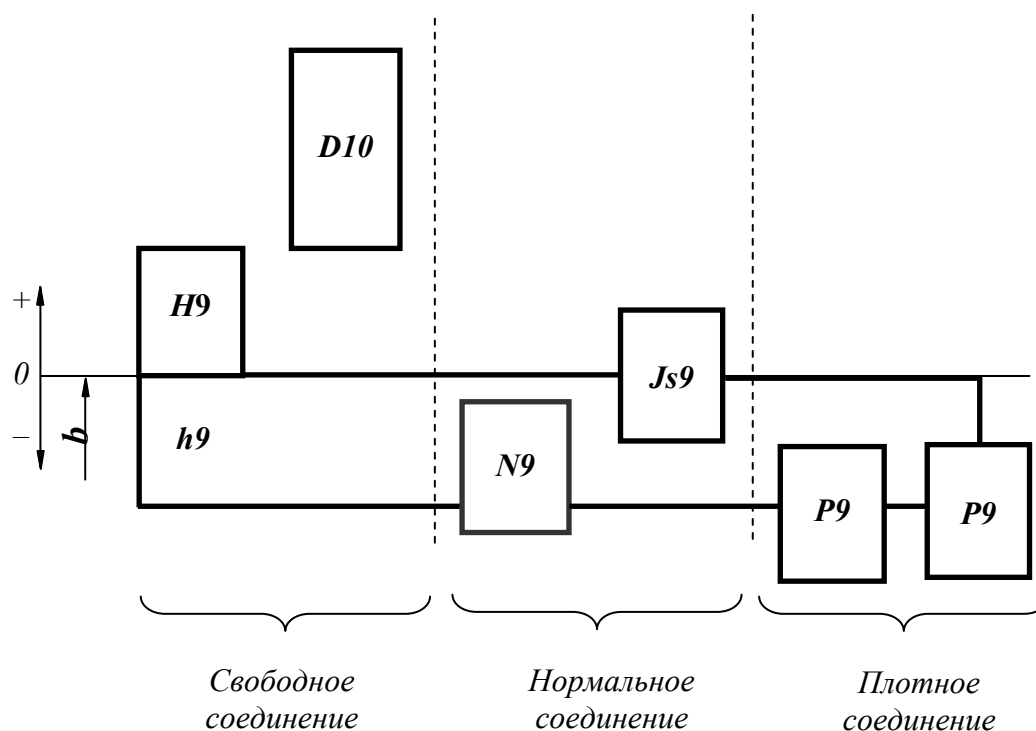 D10
H9
+
0
Js9
–
b
h9
N9
P9
P9
Свободное
соединение
Нормальное
соединение
Плотное
соединение